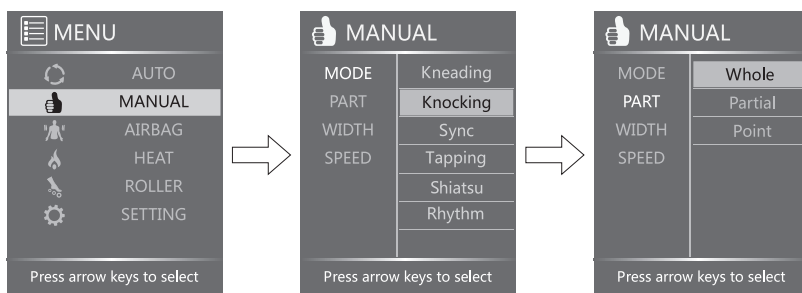 MENU
AUTO
MANUAL
AIRBAG
HEAT
ROLLER
SETTING
Press arrow keys to select
MANUAL
MODE Kneading
PART Knocking
WIDTH Sync
SPEED Tapping
Shiatsu
Rhythm
Press arrow keys to select
MANUAL
MODE Whole
PART Partial
WIDTH Point
SPEED
Press arrow keys to select